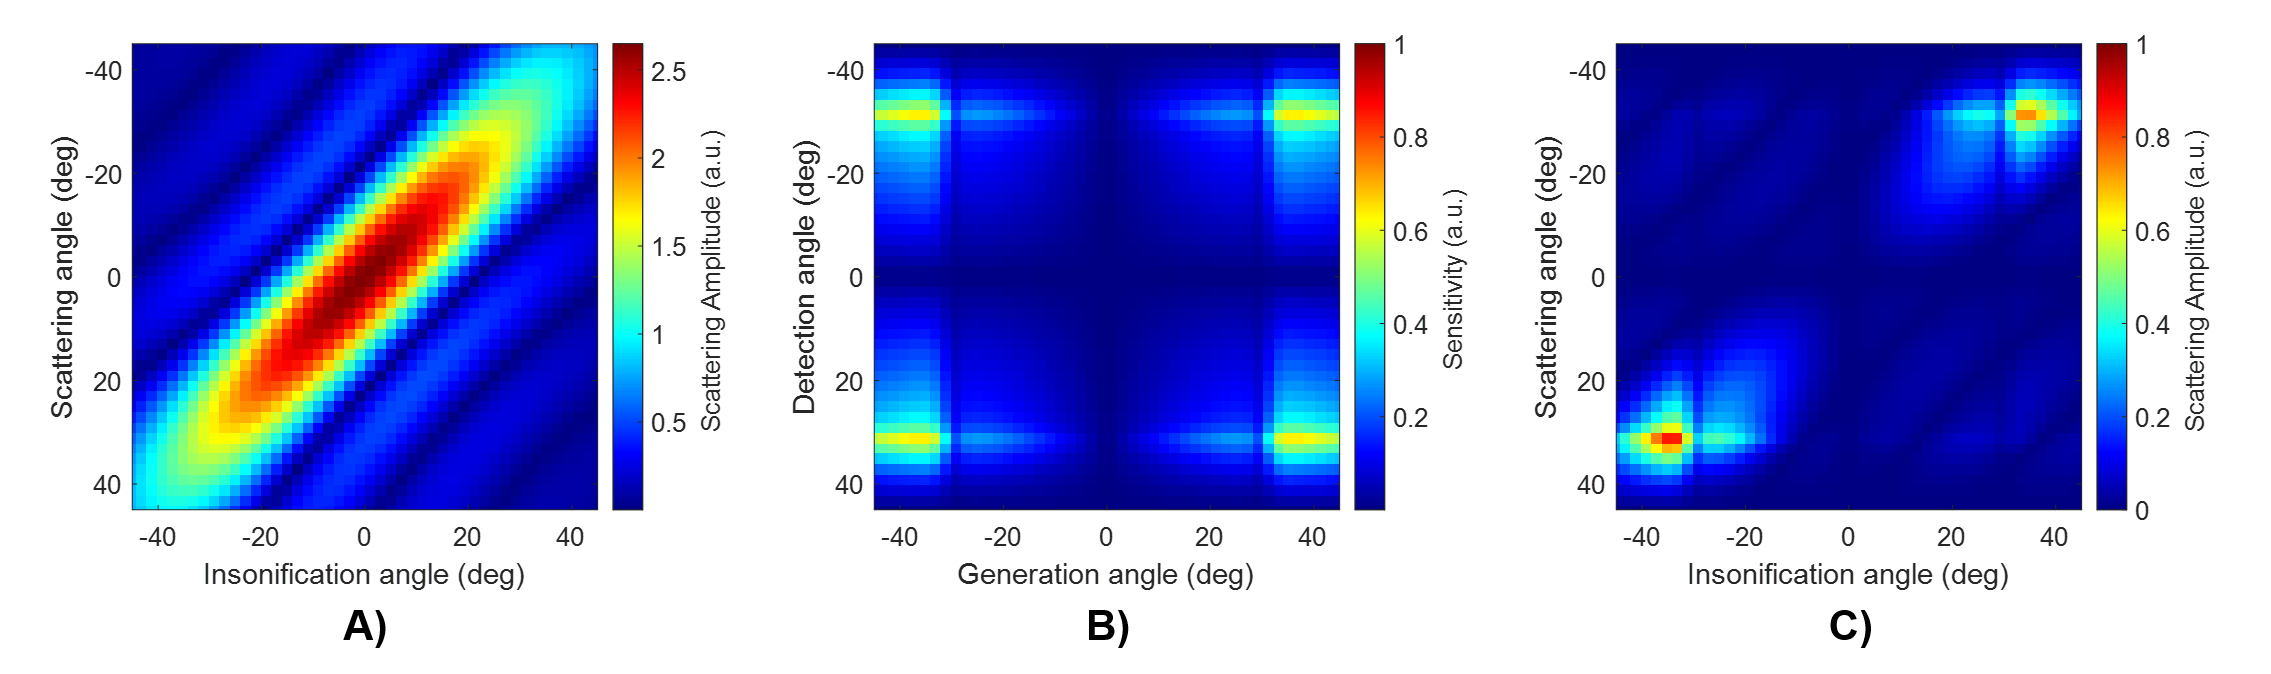 -40
-20
0
20
40
Scattering angle (deg)
-40 -20 0 20 40
Insonification angle (deg)
2.5
2
1.5
1
0.5
Scattering Amplitude (a.u.)
A)
-40
-20
0
20
40
Detection angle (deg)
-40 -20 0 20 40
Generation angle (deg)
1
0.8
0.6
0.4
0.2
Sensitivity (a.u.)
B)
-40
-20
0
20
40
Scattering angle (deg)
-40 -20 0 20 40
Insonification angle (deg)
1
0.8
0.6
0.4
0.2
0
Scattering Amplitude (a.u.)
C)